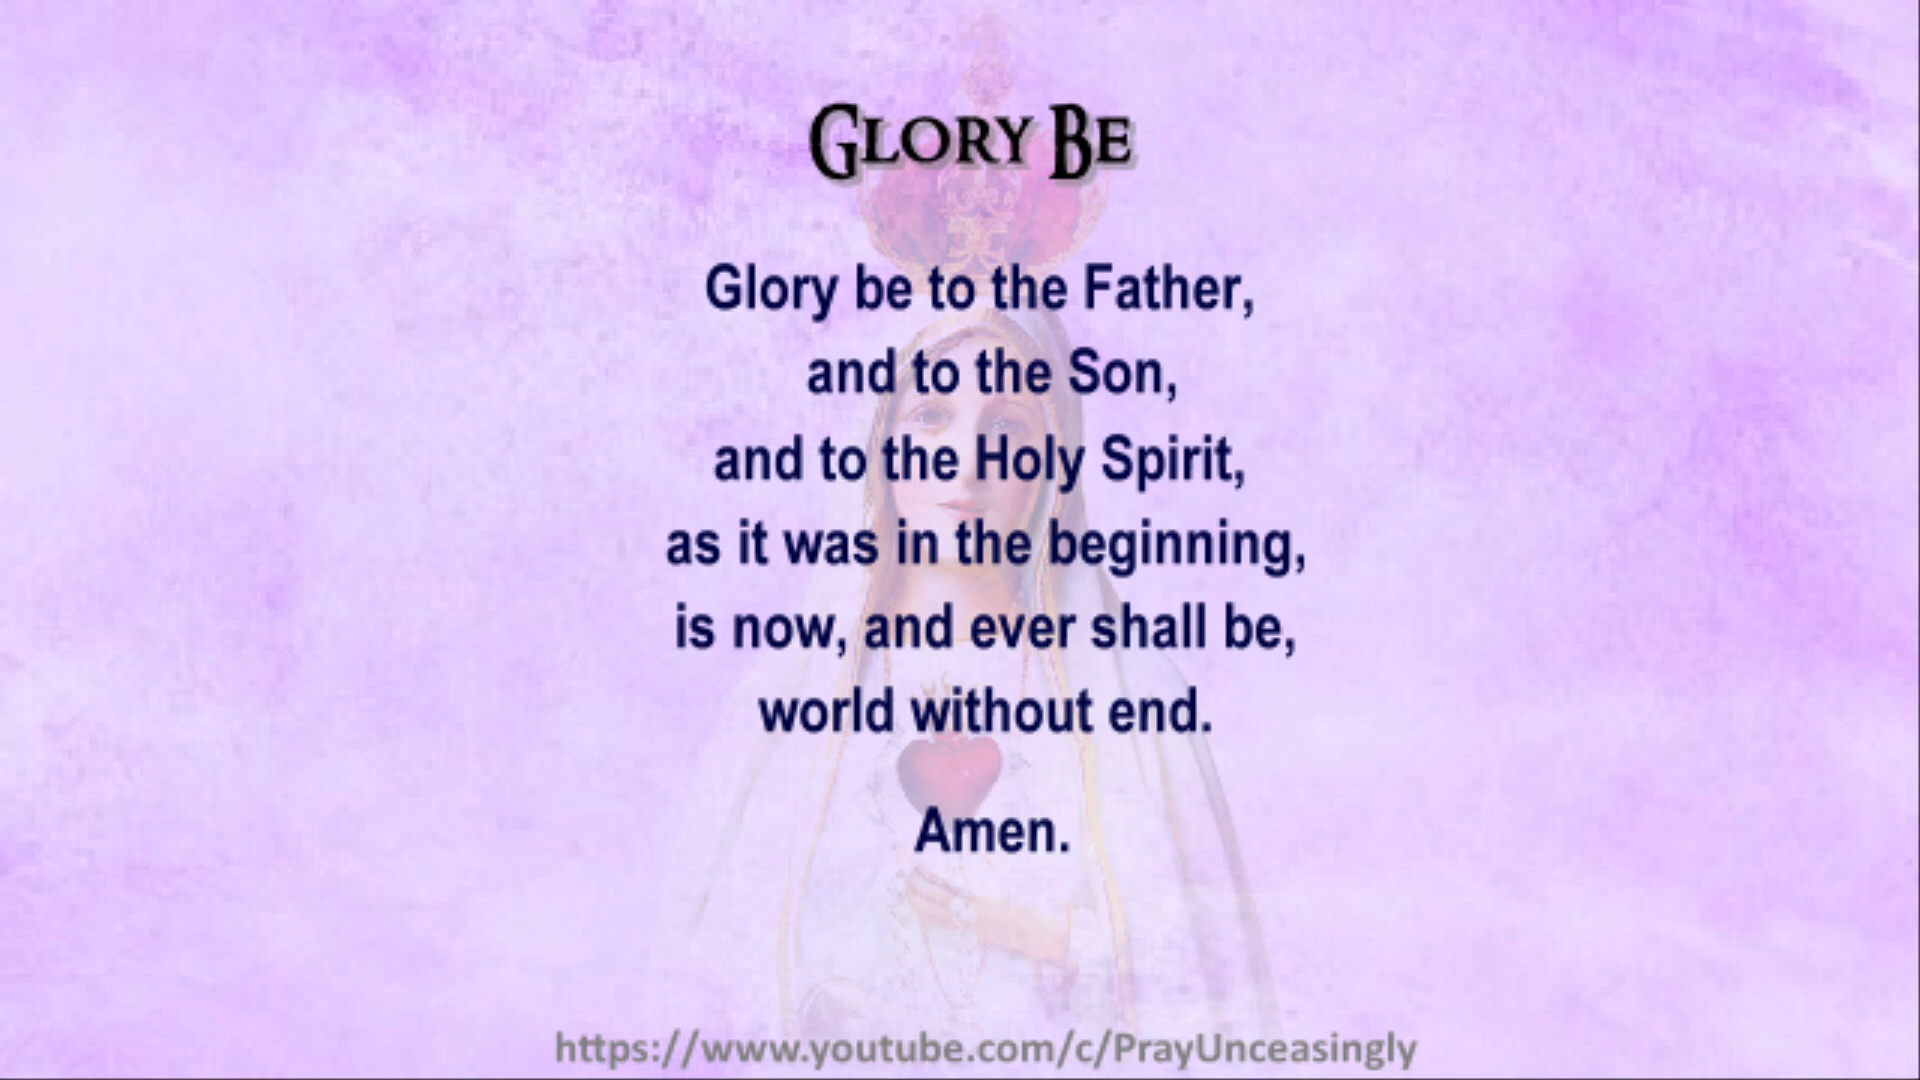 Glory Be
Glory be to the Father,
and to the Son,
and to the Holy Spirit,
as it was in the beginning,
is now, and ever shall be,
world without end.
Amen.
https://www.youtube.com/c/PrayUnceasingly